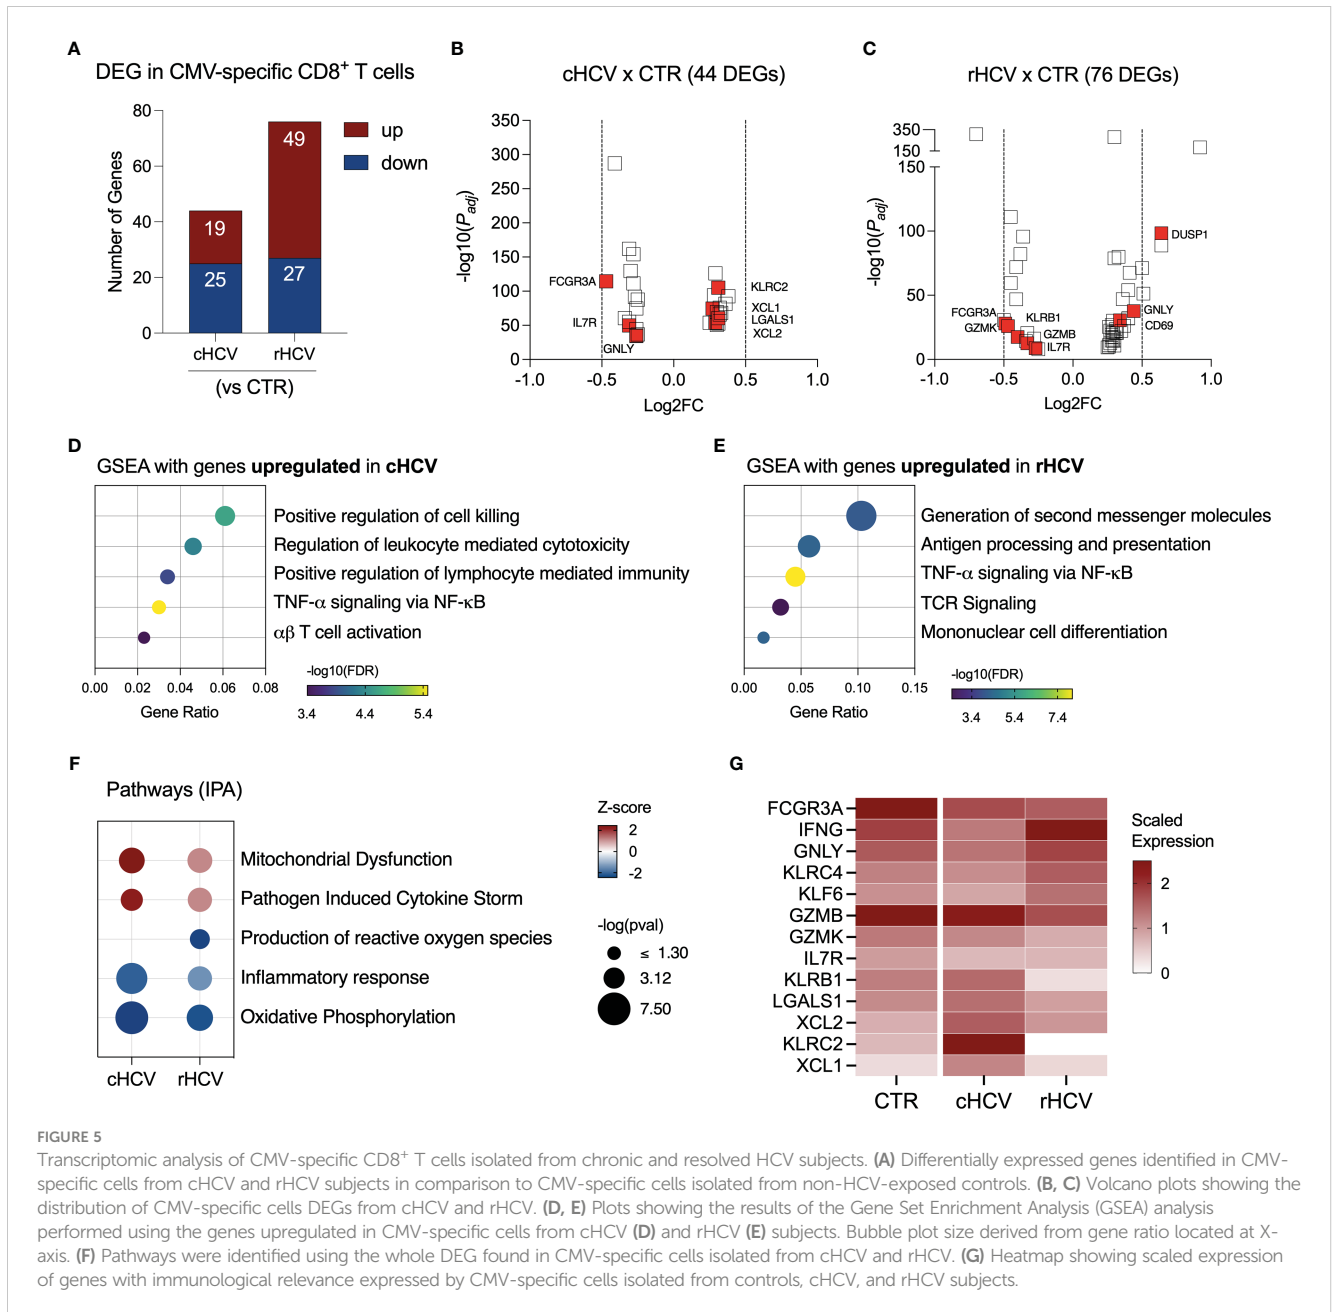 A
DEG in CMV-specific CD8+ T cells
Number of Genes
80
60
40
20
0
19
25
49
27
up
down
cHCV
rHCV
(vs CTR)
B
cHCV x CTR (44 DEGs)
-log10(Padj)
350
300
250
200
150
100
50
0
FCGR3A
IL7R
GNLY
KLRC2
XCL1
LGALS1
XCL2
-1.0 -0.5 0.0 0.5 1.0
Log2FC
C
rHCV x CTR (76 DEGs)
-log10(Padj)
350
150
150
100
50
0
DUSP1
FCGR3A
GZMK
KLRB1
GZMB
IL7R
GNLY
CD69
-1.0 -0.5 0.0 0.5 1.0
Log2FC
D
GSEA with genes upregulated in cHCV
Positive regulation of cell killing
Regulation of leukocyte mediated cytotoxicity
Positive regulation of lymphocyte mediated immunity
TNF-α signaling via NF-κB
αβ T cell activation
0.00 0.02 0.04 0.06 0.08
Gene Ratio
-log10(FDR)
3.4 4.4 5.4
E
GSEA with genes upregulated in rHCV
Generation of second messenger molecules
Antigen processing and presentation
TNF-α signaling via NF-κB
TCR Signaling
Mononuclear cell differentiation
0.00 0.05 0.10 0.15
Gene Ratio
-log10(FDR)
3.4 5.4 7.4
F
Pathways (IPA)
Mitochondrial Dysfunction
Pathogen Induced Cytokine Storm
Production of reactive oxygen species
Inflammatory response
Oxidative Phosphorylation
cHCV rHCV
Z-score
2
0
-2
-log(pval)
≤ 1.30
3.12
7.50
G
FCGR3A
IFNG
GNLY
KLRC4
KLF6
GZMB
GZMK
IL7R
KLRB1
LGALS1
XCL2
KLRC2
XCL1
CTR cHCV rHCV
Scaled
Expression
2
1
0
FIGURE 5
Transcriptomic analysis of CMV-specific CD8+ T cells isolated from chronic and resolved HCV subjects. (A) Differentially expressed genes identified in CMV-
specific cells from cHCV and rHCV subjects in comparison to CMV-specific cells isolated from non-HCV-exposed controls. (B, C) Volcano plots showing the
distribution of CMV-specific cells DEGs from cHCV and rHCV. (D, E) Plots showing the results of the Gene Set Enrichment Analysis (GSEA) analysis
performed using the genes upregulated in CMV-specific cells from cHCV (D) and rHCV (E) subjects. Bubble plot size derived from gene ratio located at X-
axis. (F) Pathways were identified using the whole DEG found in CMV-specific cells isolated from cHCV and rHCV. (G) Heatmap showing scaled expression
of genes with immunological relevance expressed by CMV-specific cells isolated from controls, cHCV, and rHCV subjects.